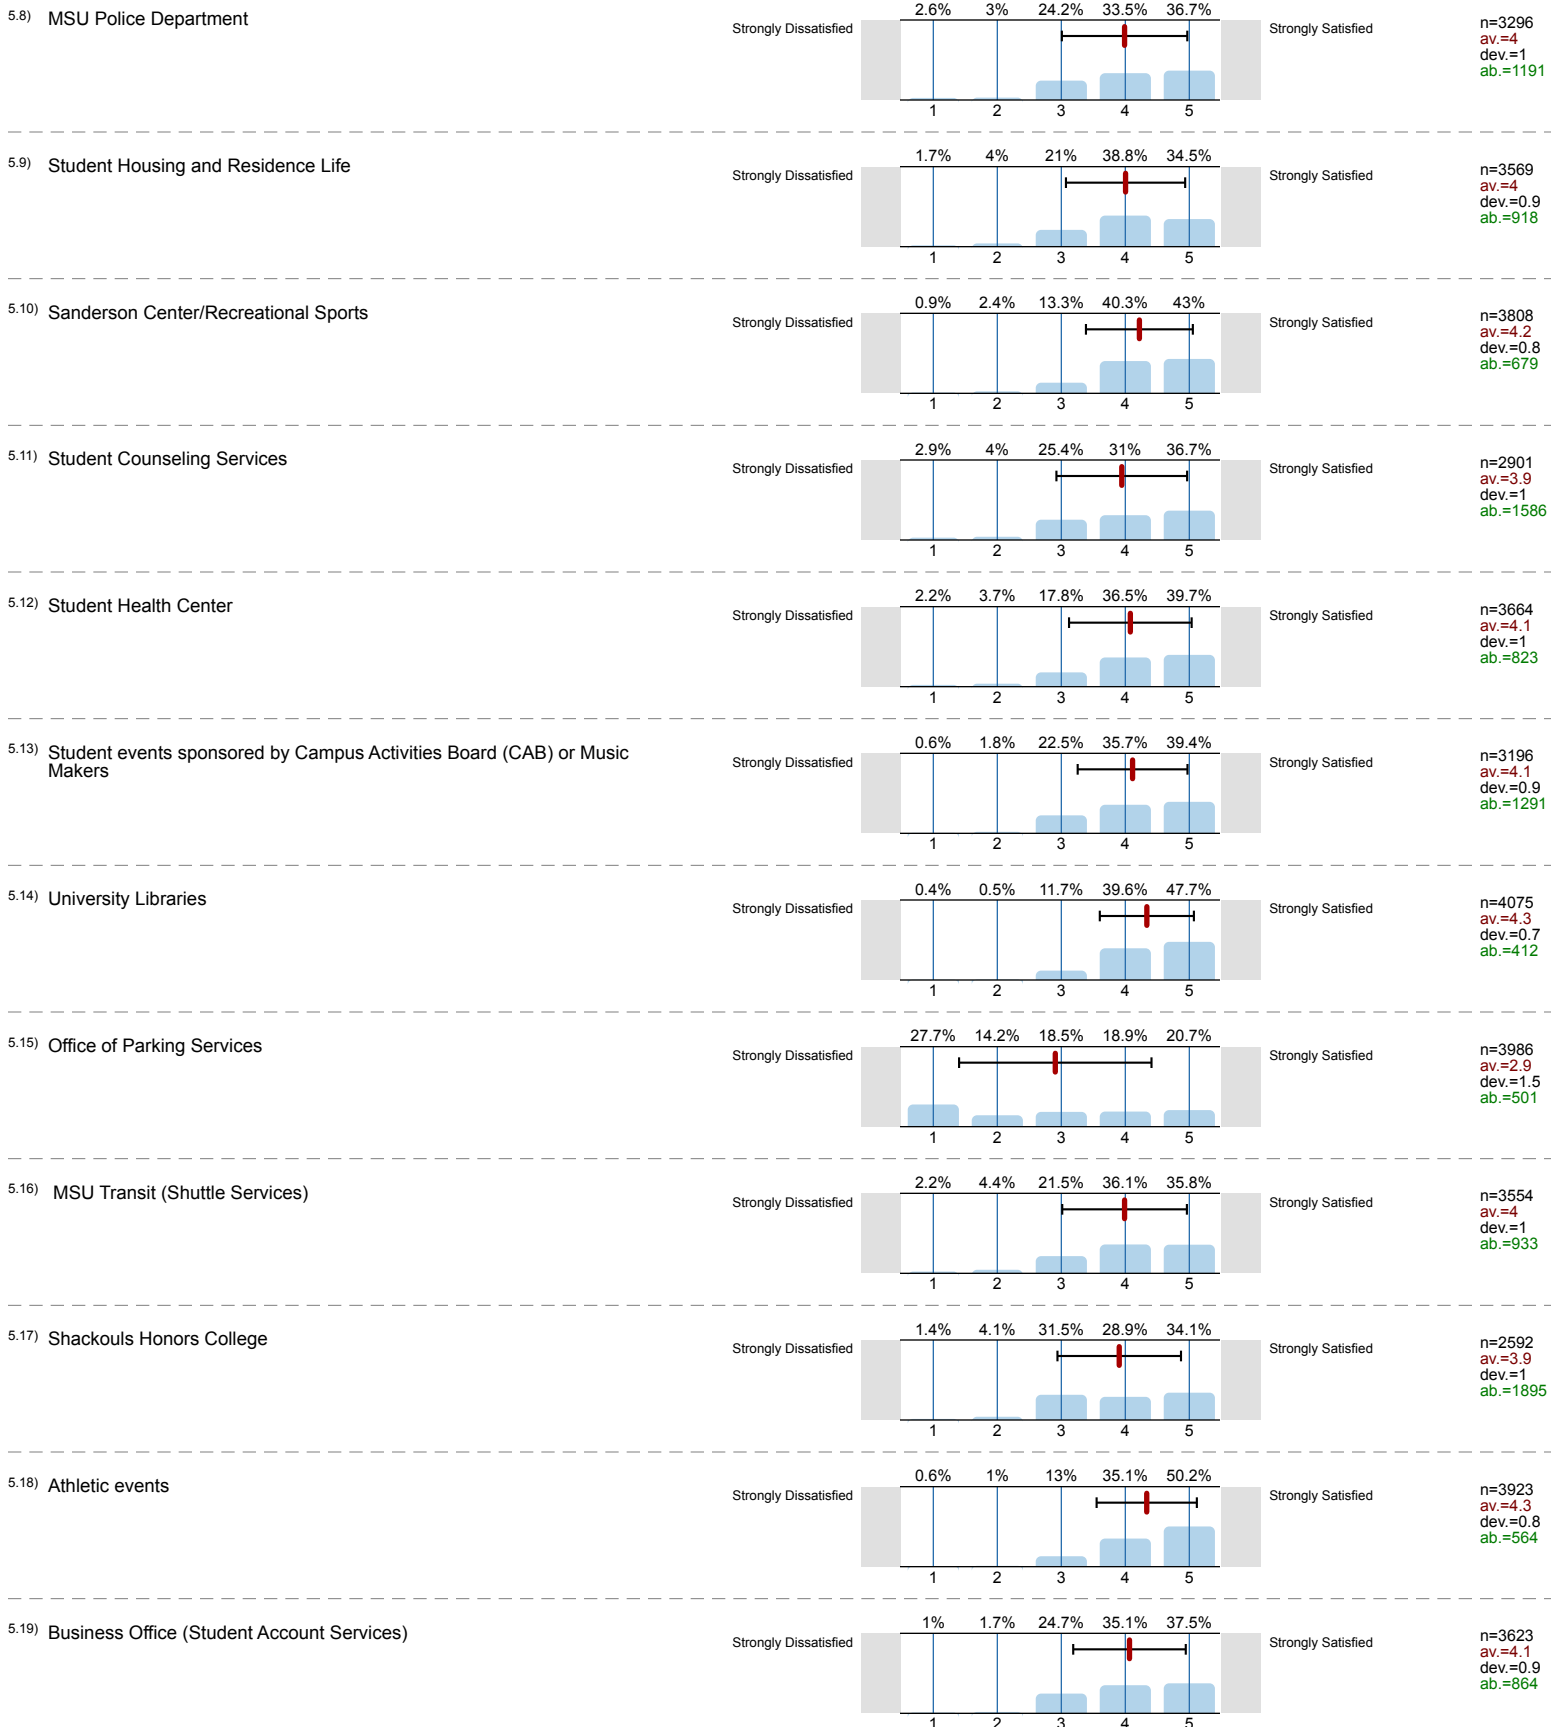 5.8) MSU Police Department
2.6% 3% 24.2% 33.5% 36.7%
Strongly Dissatisfied Strongly Satisfied
1 2 3 4 5
n=3296
av.=4
dev.=1
ab.=1191
5.9) Student Housing and Residence Life
1.7% 4% 21% 38.8% 34.5%
Strongly Dissatisfied Strongly Satisfied
1 2 3 4 5
n=3569
av.=4
dev.=0.9
ab.=918
5.10) Sanderson Center/Recreational Sports
0.9% 2.4% 13.3% 40.3% 43%
Strongly Dissatisfied Strongly Satisfied
1 2 3 4 5
n=3808
av.=4.2
dev.=0.8
ab.=679
5.11) Student Counseling Services
2.9% 4% 25.4% 31% 36.7%
Strongly Dissatisfied Strongly Satisfied
1 2 3 4 5
n=2901
av.=3.9
dev.=1
ab.=1586
5.12) Student Health Center
2.2% 3.7% 17.8% 36.5% 39.7%
Strongly Dissatisfied Strongly Satisfied
1 2 3 4 5
n=3664
av.=4.1
dev.=1
ab.=823
5.13) Student events sponsored by Campus Activities Board (CAB) or Music
Makers
0.6% 1.8% 22.5% 35.7% 39.4%
Strongly Dissatisfied Strongly Satisfied
1 2 3 4 5
n=3196
av.=4.1
dev.=0.9
ab.=1291
5.14) University Libraries
0.4% 0.5% 11.7% 39.6% 47.7%
Strongly Dissatisfied Strongly Satisfied
1 2 3 4 5
n=4075
av.=4.3
dev.=0.7
ab.=412
5.15) Office of Parking Services
27.7% 14.2% 18.5% 18.9% 20.7%
Strongly Dissatisfied Strongly Satisfied
1 2 3 4 5
n=3986
av.=2.9
dev.=1.5
ab.=501
5.16) MSU Transit (Shuttle Services)
2.2% 4.4% 21.5% 36.1% 35.8%
Strongly Dissatisfied Strongly Satisfied
1 2 3 4 5
n=3554
av.=4
dev.=1
ab.=933
5.17) Shackouls Honors College
1.4% 4.1% 31.5% 28.9% 34.1%
Strongly Dissatisfied Strongly Satisfied
1 2 3 4 5
n=2592
av.=3.9
dev.=1
ab.=1895
5.18) Athletic events
0.6% 1% 13% 35.1% 50.2%
Strongly Dissatisfied Strongly Satisfied
1 2 3 4 5
n=3923
av.=4.3
dev.=0.8
ab.=564
5.19) Business Office (Student Account Services)
1% 1.7% 24.7% 35.1% 37.5%
Strongly Dissatisfied Strongly Satisfied
1 2 3 4 5
n=3623
av.=4.1
dev.=0.9
ab.=864